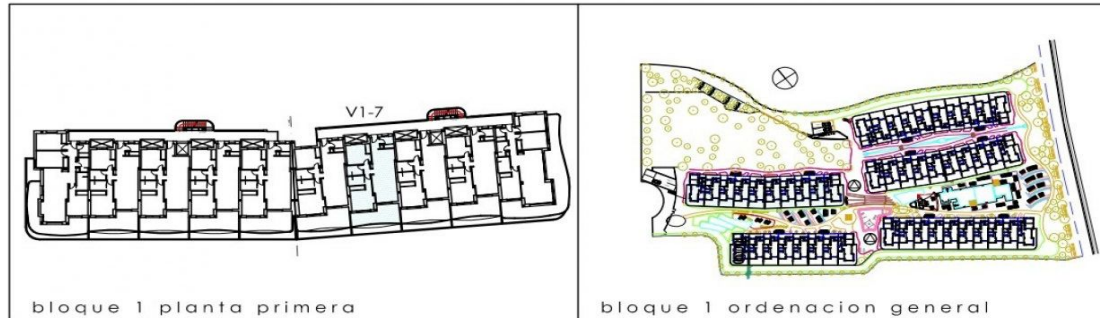 V1-7
bloque 1 planta primera
bloque 1 ordenacion general